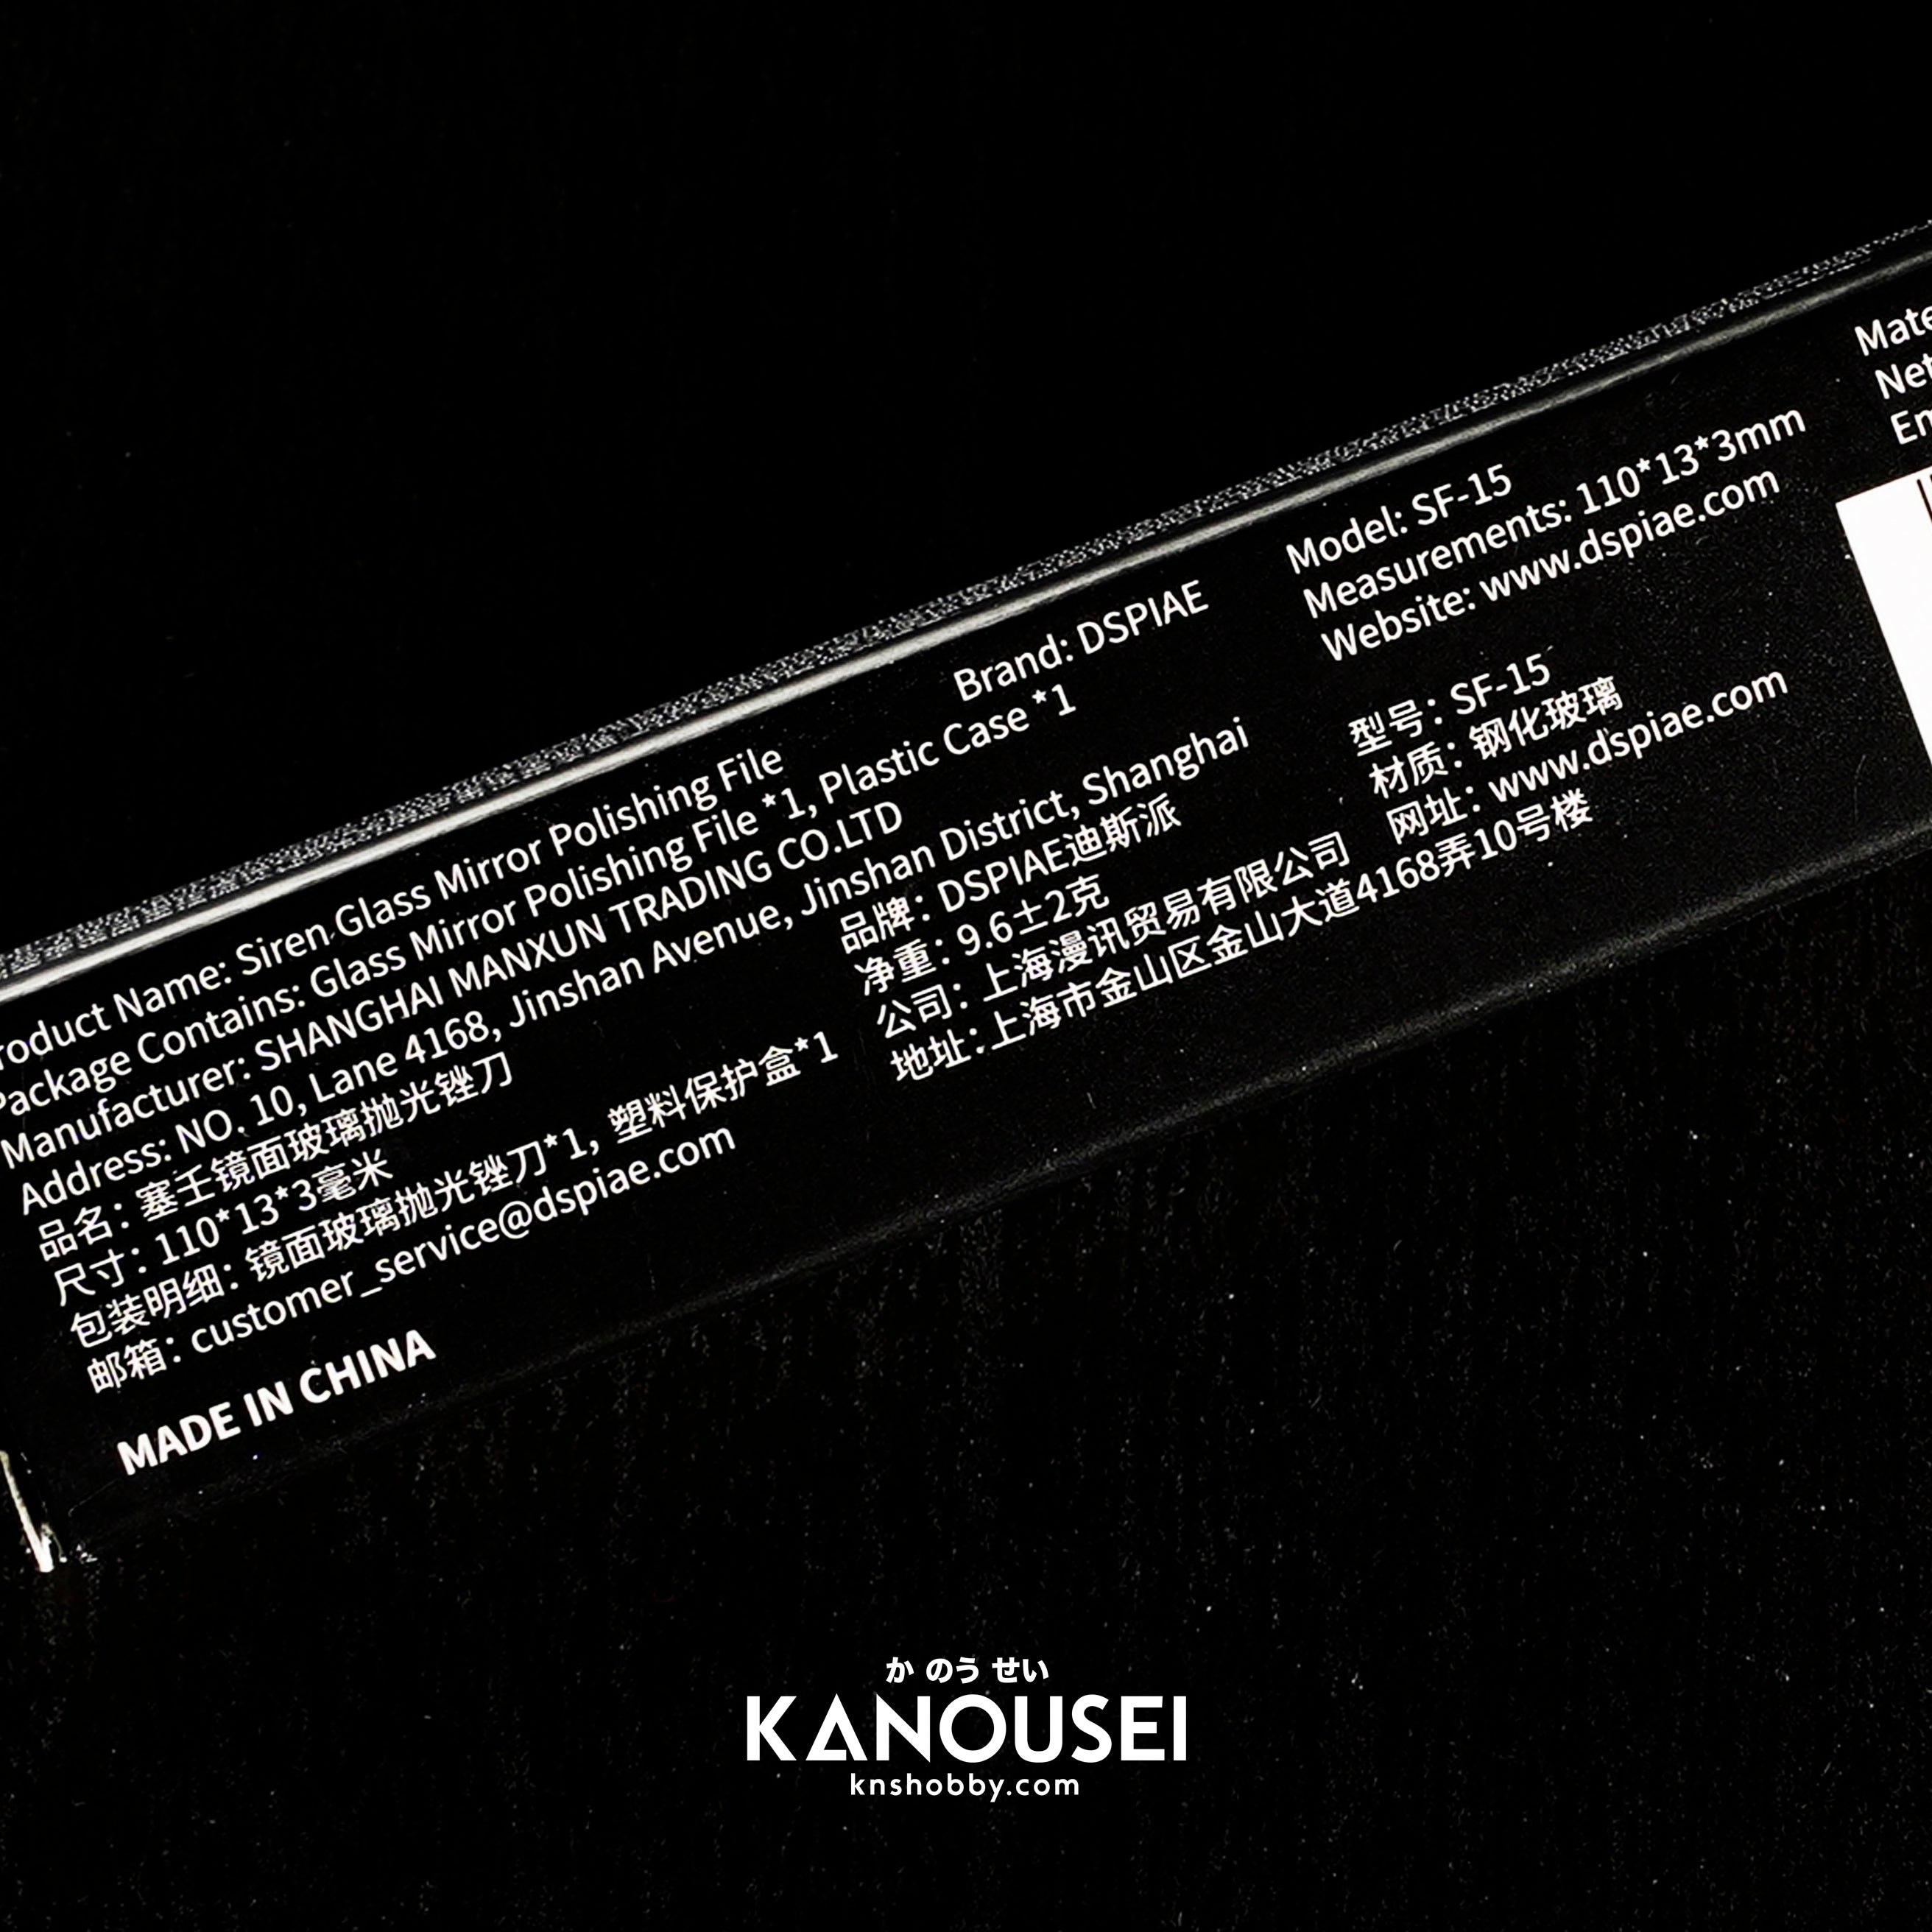 roduct Name: Siren Glass Mirror Polishing File Brand: DSPIAE Model: SF-15 Mate
Package Contains: Glass Mirror Polishing File *1, Plastic Case *1 Measurements: 110*13*3mm Net
Manufacturer: SHANGHAI MANXUN TRADING CO.LTD Website: www.dspiae.com Em
Address: NO. 10, Lane 4168, Jinshan Avenue, Jinshan District, Shanghai
品名：塞壬镜面玻璃抛光锉刀 品牌：DSPIAE迪斯派 型号：SF-15
尺寸：110*13*3毫米 净重：9.6±2克 材质：钢化玻璃
包装明细：镜面玻璃抛光锉刀*1，塑料保护盒*1 公司：上海漫讯贸易有限公司 网址：www.dspiae.com
邮箱：customer_service@dspiae.com 地址：上海市金山区金山大道4168弄10号楼
MADE IN CHINA
か のう せい
KANOUSEI
knshobby.com